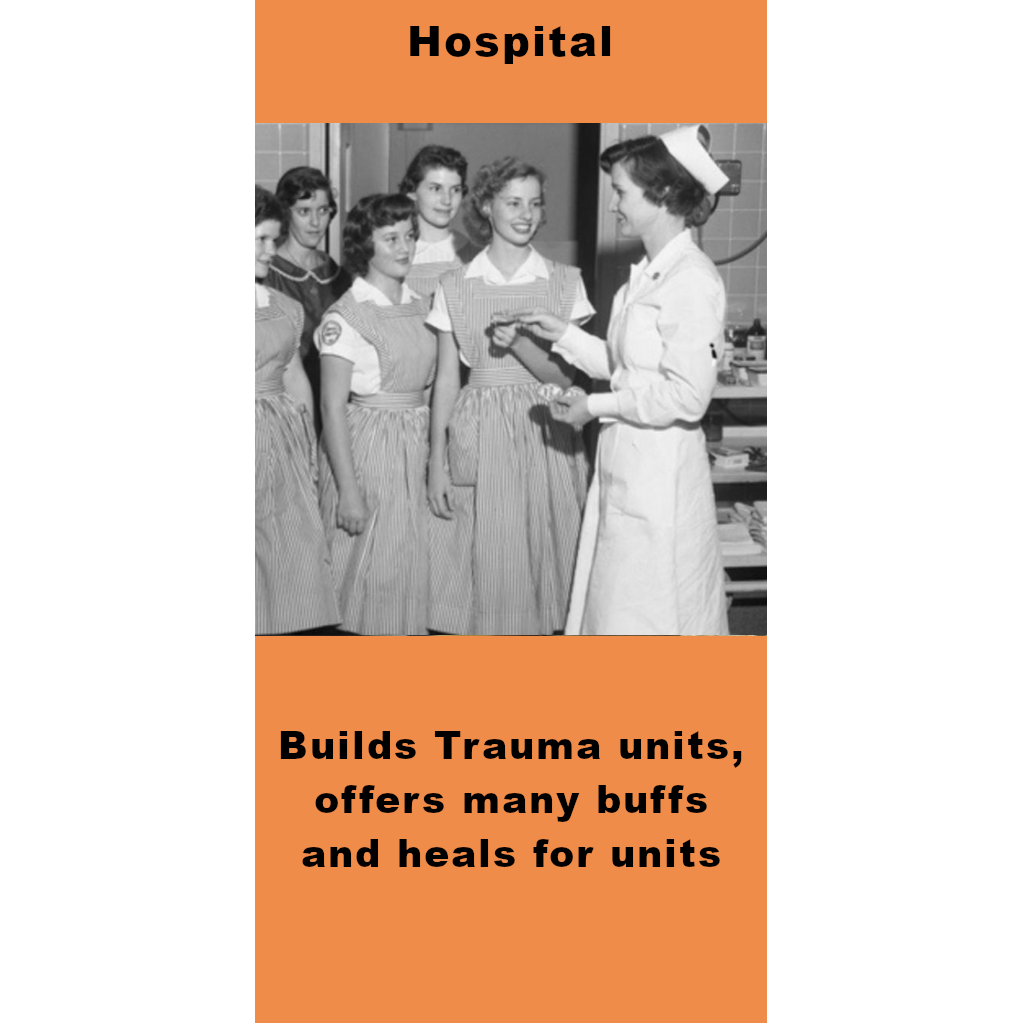 Hospital
Builds Trauma units,
offers many buffs
and heals for units